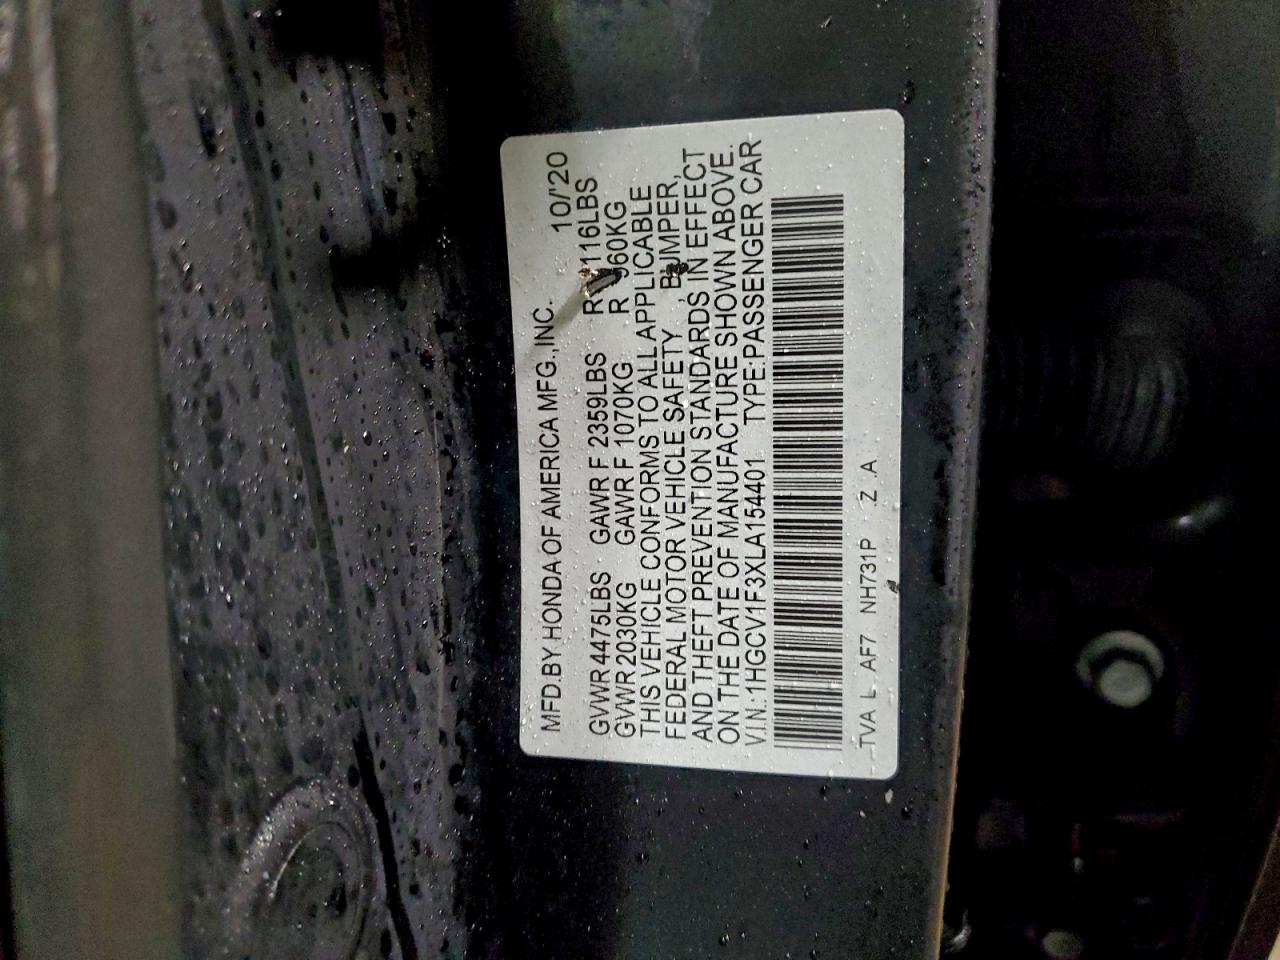 MFD. BY HONDA OF AMERICA MFG., INC. 10/'20
GVWR 4475LBS GAWR F 2359LBS R 116LBS
GVWR 2030KG GAWR F 1070KG R 960KG
THIS VEHICLE CONFORMS TO ALL APPLICABLE
FEDERAL MOTOR VEHICLE SAFETY , BUMPER,
AND THEFT PREVENTION STANDARDS IN EFFECT
ON THE DATE OF MANUFACTURE SHOWN ABOVE.
V.I.N.: 1HGCV1F3XLA154401 TYPE: PASSENGER CAR
TVA L AF7 NH731P Z A